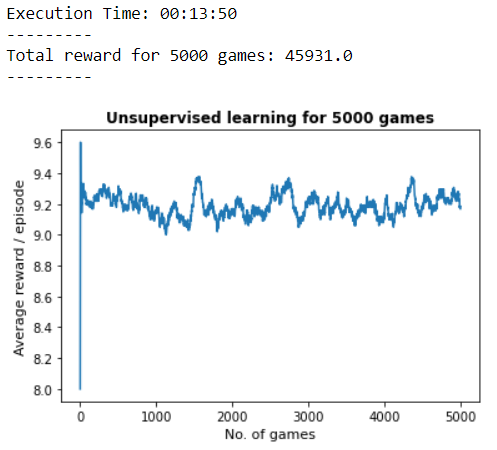 Execution Time: 00:13:50
---------
Total reward for 5000 games: 45931.0
---------
Unsupervised learning for 5000 games
Average reward / episode
9.6
9.4
9.2
9.0
8.8
8.6
8.4
8.2
8.0
0 1000 2000 3000 4000 5000
No. of games